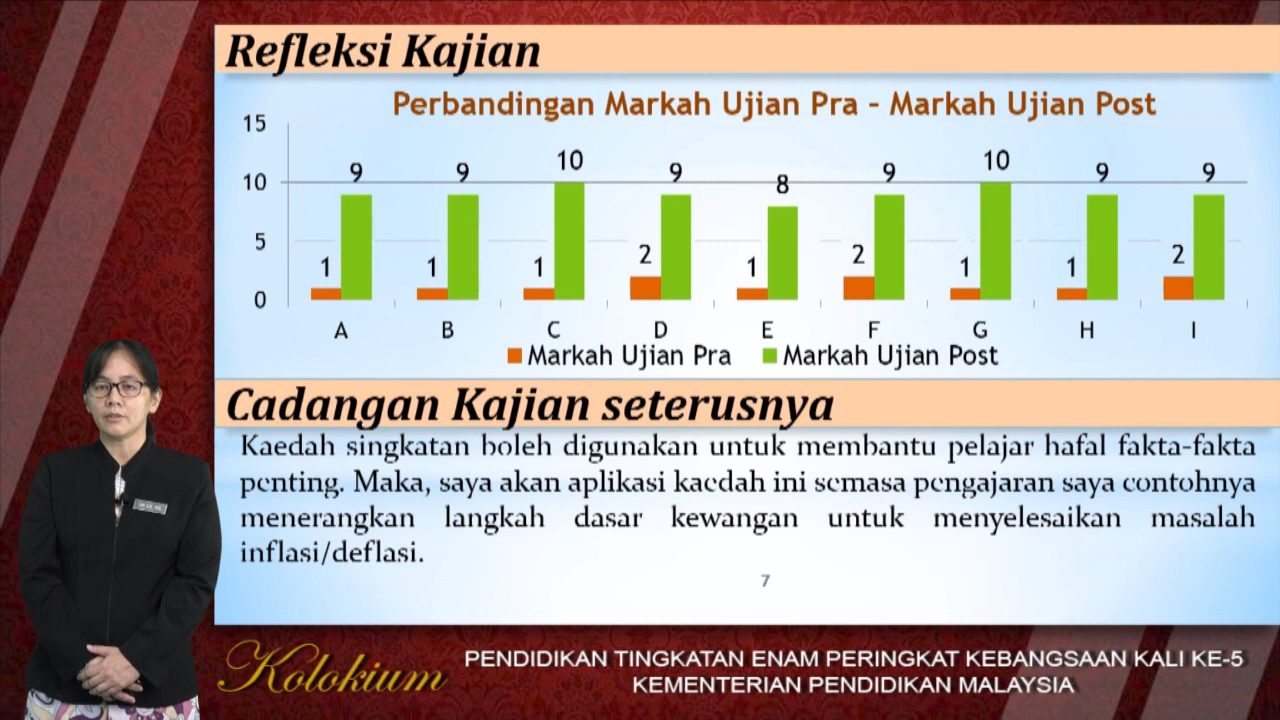 Refleksi Kajian
Perbandingan Markah Ujian Pra - Markah Ujian Post
15
10
5
0
1 9 1 9 1 10 2 9 1 8 2 9 1 10 1 9 2 9
A B C D E F G H I
Markah Ujian Pra Markah Ujian Post
Cadangan Kajian seterusnya
Kaedah singkatan boleh digunakan untuk membantu pelajar hafal fakta-fakta
penting. Maka, saya akan aplikasi kaedah ini semasa pengajaran saya contohnya
menerangkan langkah dasar kewangan untuk menyelesaikan masalah
inflasi/deflasi.
7
Kolokium
PENDIDIKAN TINGKATAN ENAM PERINGKAT KEBANGSAAN KALI KE-5
KEMENTERIAN PENDIDIKAN MALAYSIA